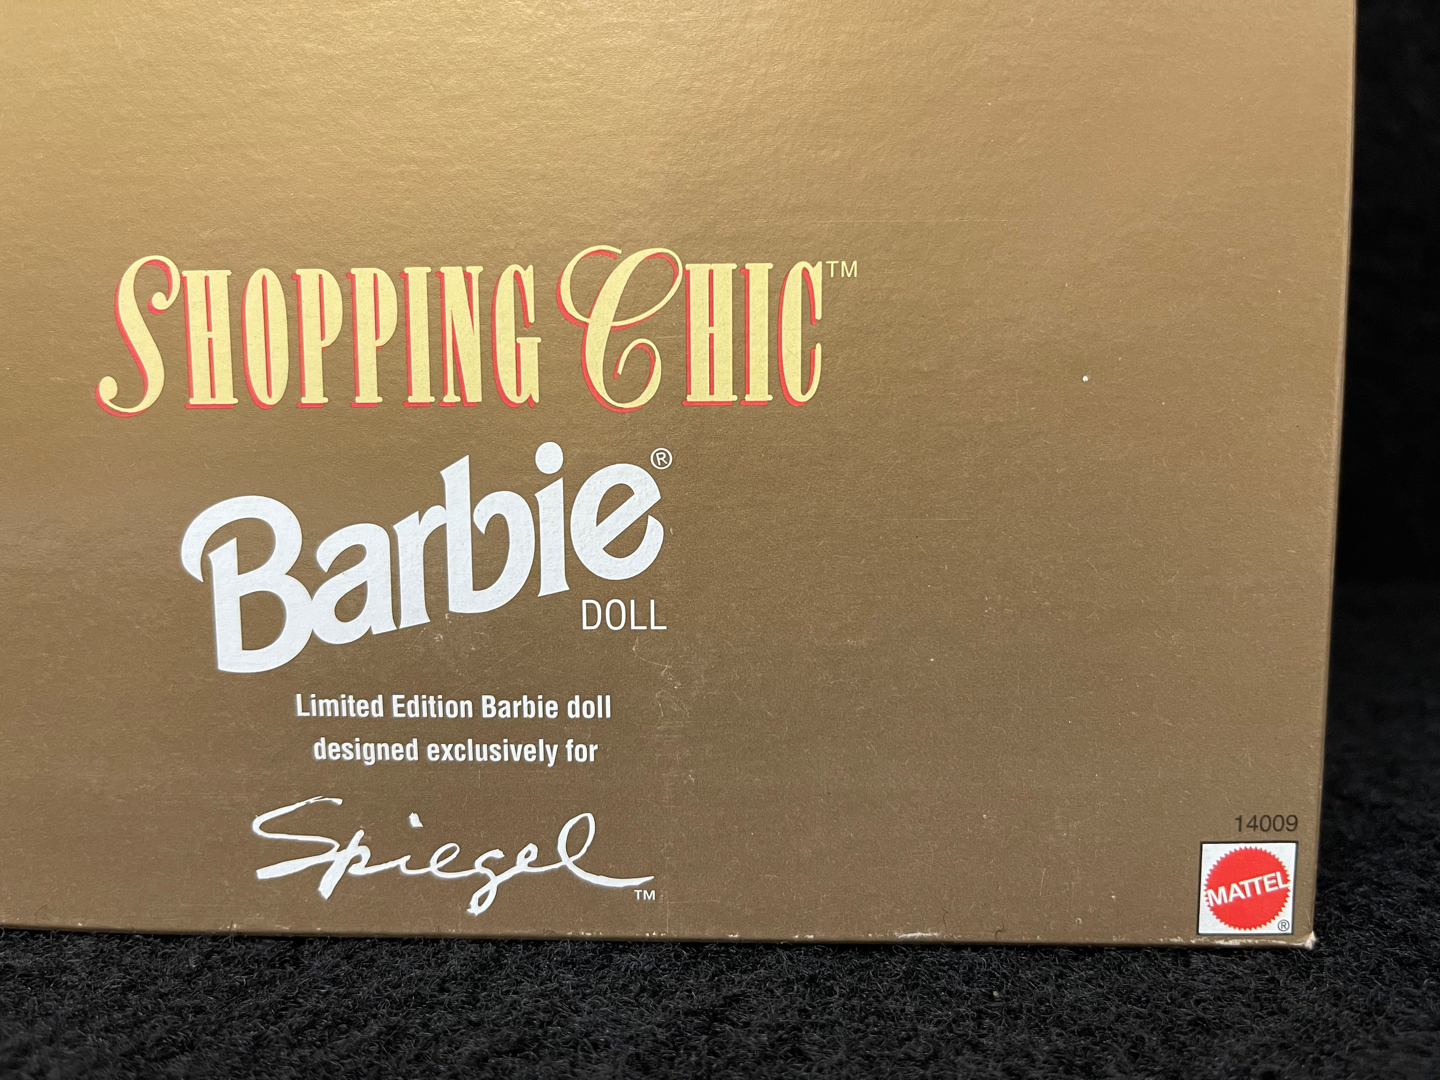 SHOPPING CHIC™
Barbie®
DOLL
Limited Edition Barbie doll
designed exclusively for
Spiegel™
14009
MATTEL®